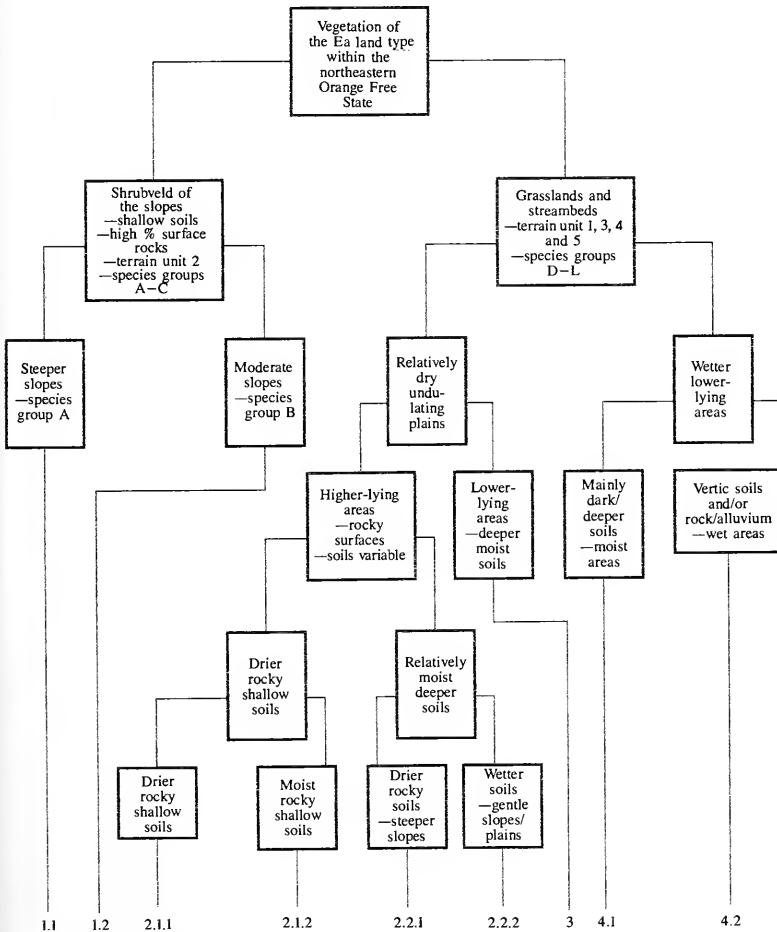 Vegetation of
the Ea land type
within the
northeastern
Orange Free
State
Shrubveld of
the slopes
—shallow soils
—high % surface
rocks
—terrain unit 2
—species groups
A–C
Grasslands and
streambeds
—terrain unit 1, 3, 4
and 5
—species groups
D–L
Steeper
slopes
—species
group A
Moderate
slopes
—species
group B
Relatively
dry
undu-
lating
plains
Wetter
lower-
lying
areas
Higher-lying
areas
—rocky
surfaces
—soils variable
Lower-
lying
areas
—deeper
moist
soils
Mainly
dark/
deeper
soils
—moist
areas
Vertic soils
and/or
rock/alluvium
—wet areas
Drier
rocky
shallow
soils
Relatively
moist
deeper
soils
Drier
rocky
shallow
soils
Moist
rocky
shallow
soils
Drier
rocky
soils
—steeper
slopes
Wetter
soils
—gentle
slopes/
plains
1.1 1.2 2.1.1 2.1.2 2.2.1 2.2.2 3 4.1 4.2